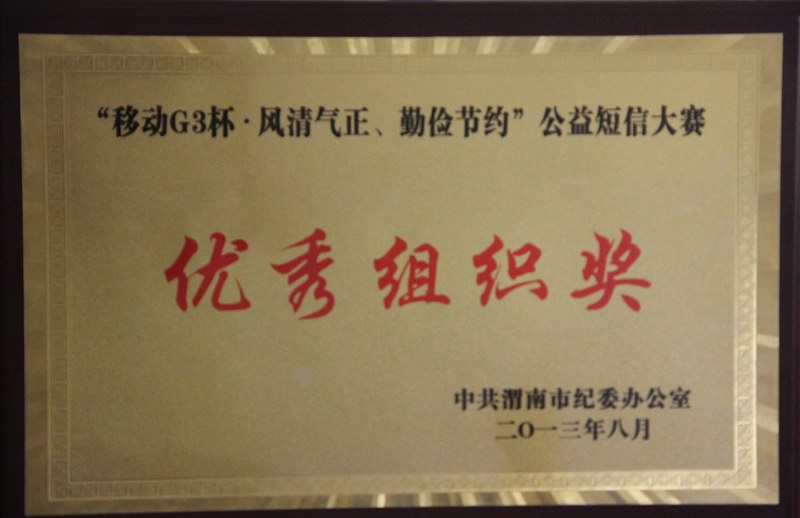 “移动G3杯·风清气正、勤俭节约”公益短信大赛
优秀组织奖
中共渭南市纪委办公室
二〇一三年八月